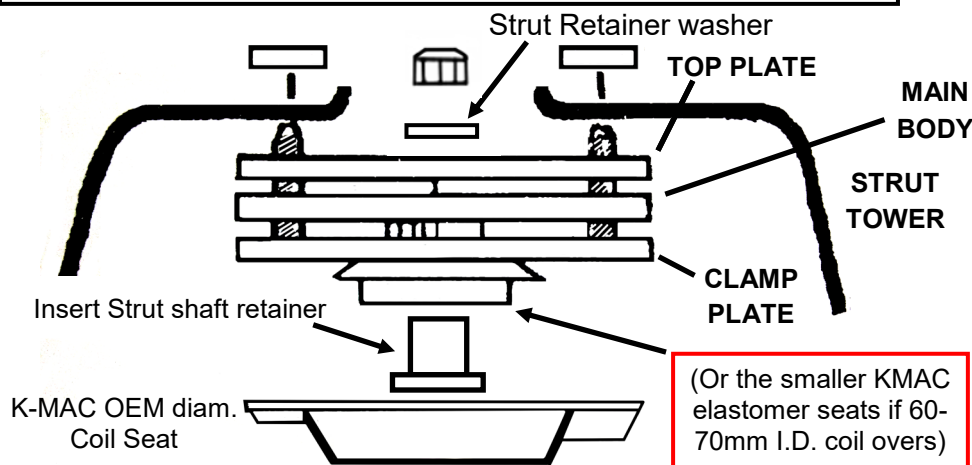 Strut Retainer washer
TOP PLATE
MAIN
BODY
STRUT
TOWER
CLAMP
PLATE
Insert Strut shaft retainer
K-MAC OEM diam.
Coil Seat
(Or the smaller KMAC
elastomer seats if 60-
70mm I.D. coil overs)